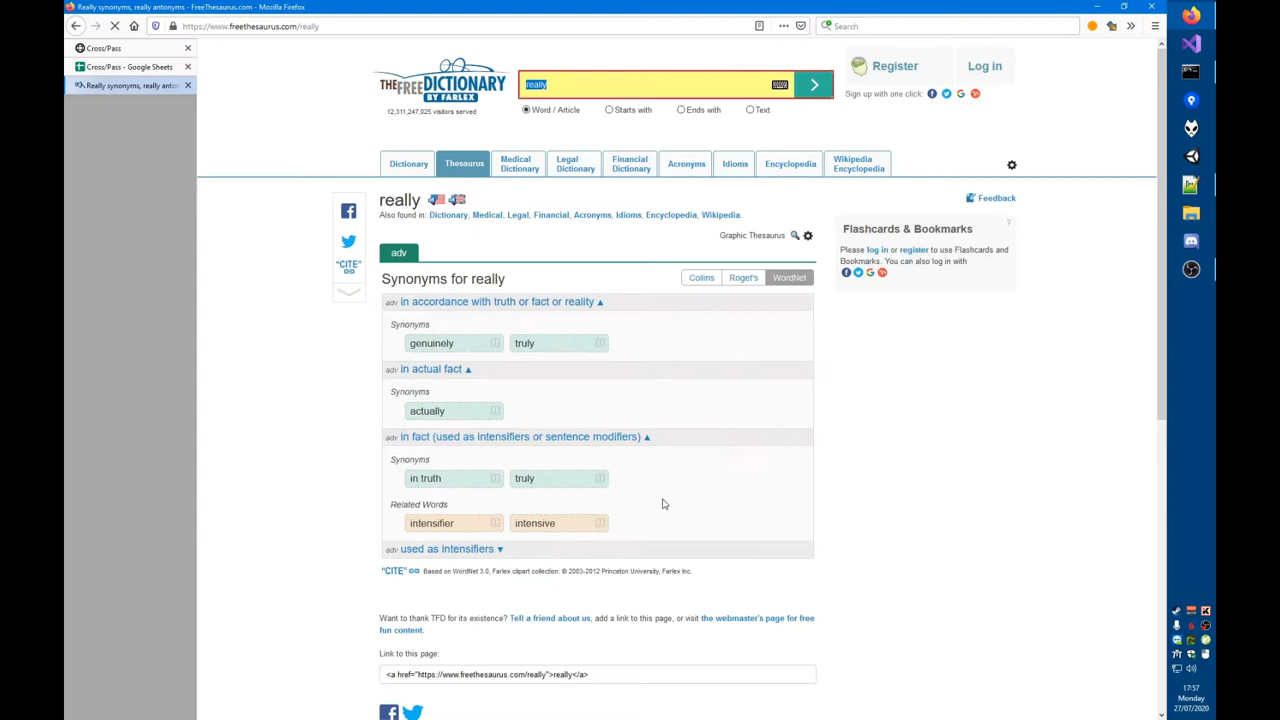 Really synonyms, really antonyms - FreeThesaurus.com - Mozilla Firefox
https://www.freethesaurus.com/really
Search
Cross/Pass
Cross/Pass - Google Sheets
Really synonyms, really anton
THEFREEDICTIONARY
BY FARLEX
12,311,247,025 visitors served
really
Word / Article
Starts with
Ends with
Text
Register
Log in
Sign up with one click:
Dictionary
Thesaurus
Medical
Dictionary
Legal
Dictionary
Financial
Dictionary
Acronyms
Idioms
Encyclopedia
Wikipedia
Encyclopedia
really
Also found in: Dictionary, Medical, Legal, Financial, Acronyms, Idioms, Encyclopedia, Wikipedia.
Feedback
Graphic Thesaurus
"CITE"
adv
Synonyms for really
Collins
Roget's
WordNet
adv in accordance with truth or fact or reality ▲
Synonyms
genuinely
truly
adv in actual fact ▲
Synonyms
actually
adv in fact (used as intensifiers or sentence modifiers) ▲
Synonyms
in truth
truly
Related Words
intensifier
intensive
adv used as intensifiers ▼
"CITE" Based on WordNet 3.0, Farlex clipart collection. © 2003-2012 Princeton University, Farlex Inc.
Want to thank TFD for its existence? Tell a friend about us, add a link to this page, or visit the webmaster's page for free
fun content.
Link to this page:
<a href="https://www.freethesaurus.com/really">really</a>
Flashcards & Bookmarks
?
Please log in or register to use Flashcards and
Bookmarks. You can also log in with
17:57
Monday
27/07/2020